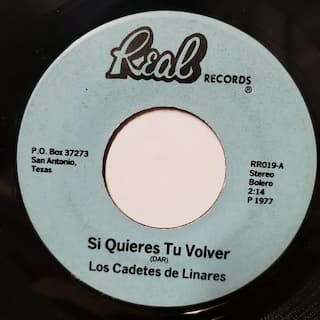 Real
RECORDS
®
P.O. Box 37273
San Antonio,
Texas
RR019-A
Stereo
Bolero
2:14
P 1977
Si Quieres Tu Volver
(DAR)
Los Cadetes de Linares